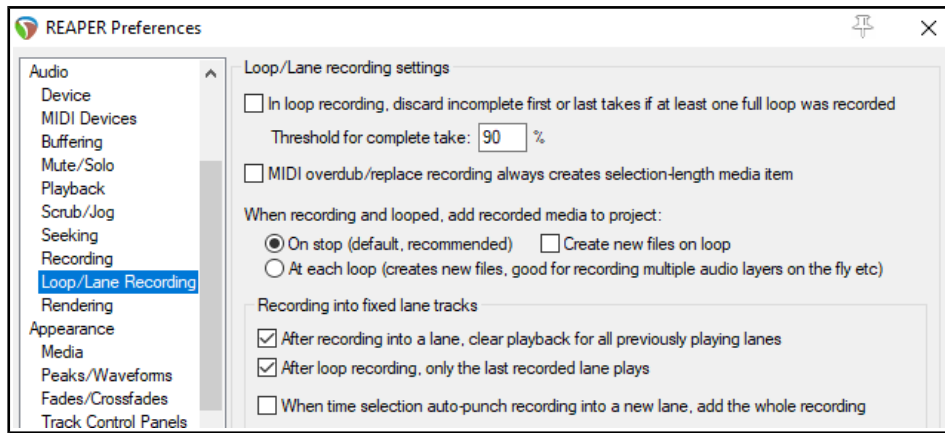 REAPER Preferences
Audio
Device
MIDI Devices
Buffering
Mute/Solo
Playback
Scrub/Jog
Seeking
Recording
Loop/Lane Recording
Rendering
Appearance
Media
Peaks/Waveforms
Fades/Crossfades
Track Control Panels
Loop/Lane recording settings
In loop recording, discard incomplete first or last takes if at least one full loop was recorded
Threshold for complete take: 90 %
MIDI overdub/replace recording always creates selection-length media item
When recording and looped, add recorded media to project:
On stop (default, recommended) Create new files on loop
At each loop (creates new files, good for recording multiple audio layers on the fly etc)
Recording into fixed lane tracks
After recording into a lane, clear playback for all previously playing lanes
After loop recording, only the last recorded lane plays
When time selection auto-punch recording into a new lane, add the whole recording